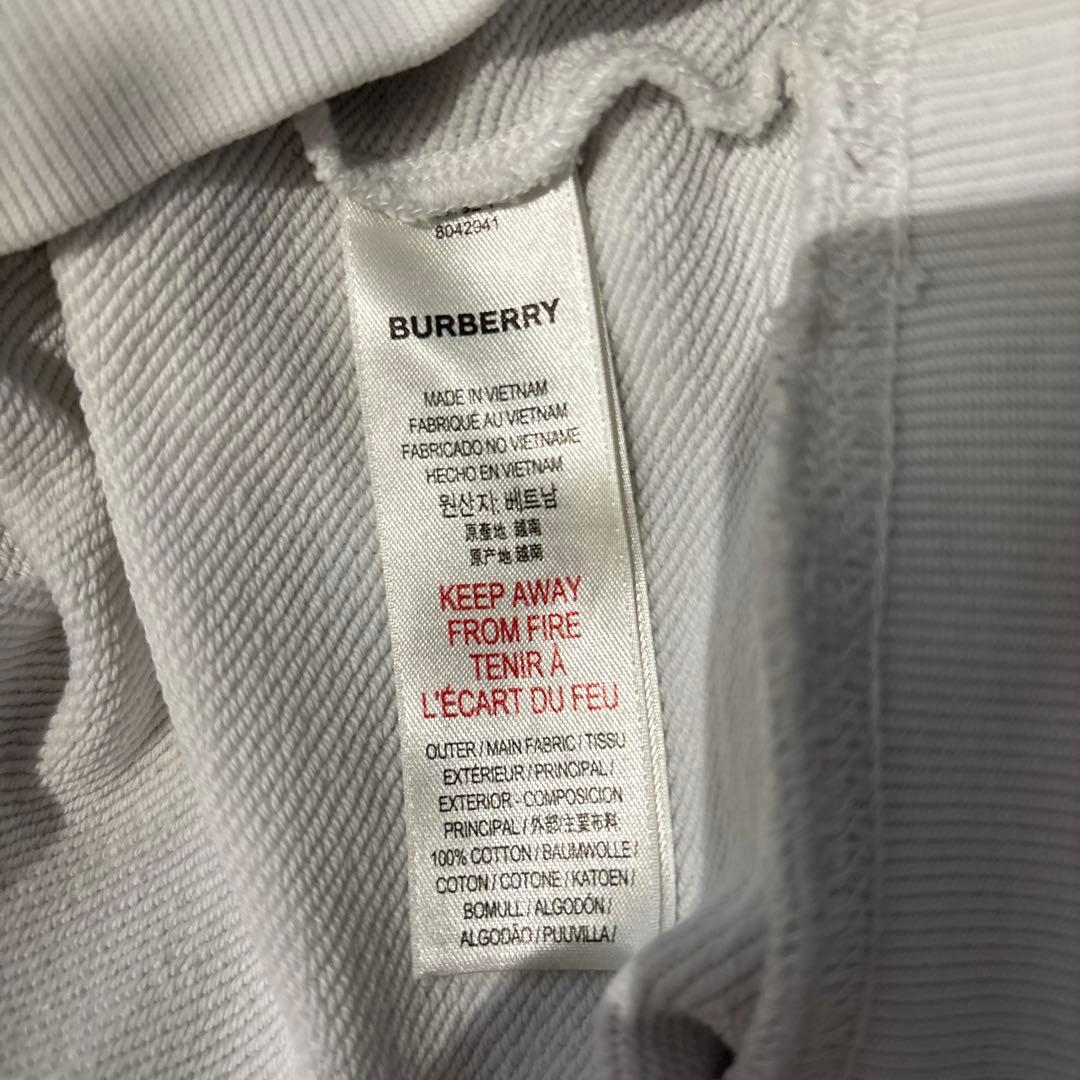 8042941
BURBERRY
MADE IN VIETNAM
FABRIQUE AU VIETNAM
FABRICADO NO VIETNAME
HECHO EN VIETNAM
원산지: 베트남
原産地 越南
原产地 越南
KEEP AWAY
FROM FIRE
TENIR À
L'ÉCART DU FEU
OUTER / MAIN FABRIC / TISSU
EXTÉRIEUR / PRINCIPAL /
EXTERIOR - COMPOSICION
PRINCIPAL / 外部/主要布料
100% COTTON / BAUMWOLLE /
COTON / COTONE / KATOEN /
BOMULL / ALGODÓN /
ALGODÃO / PUUVILLA /